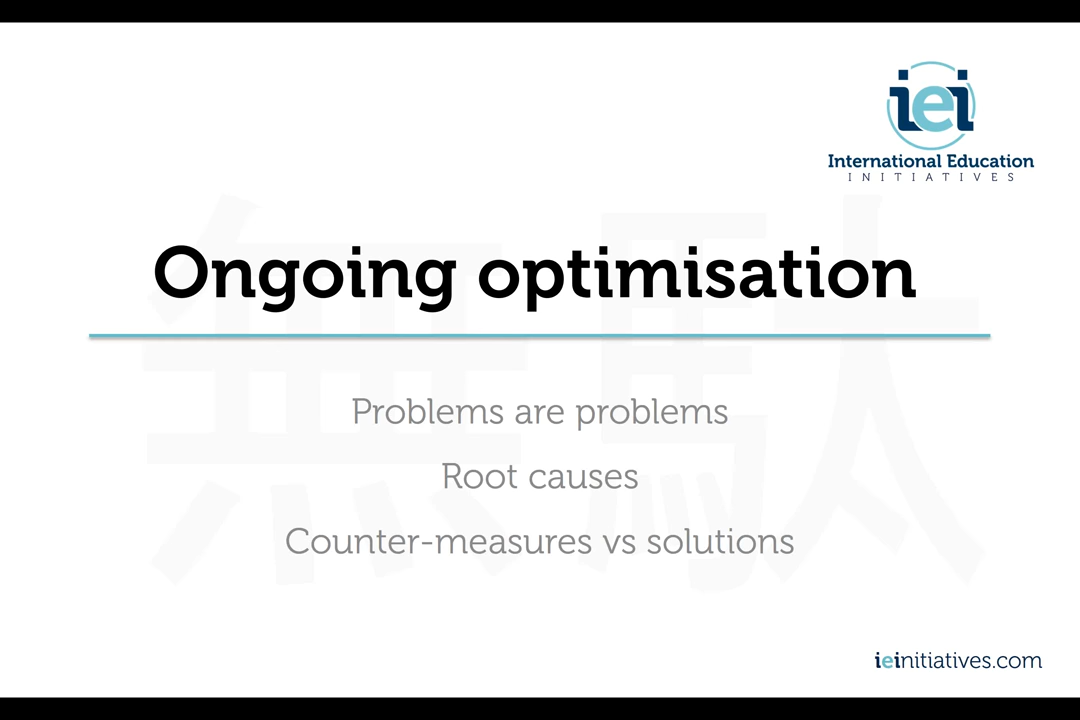 iei
International Education
INITIATIVES
無駄
Ongoing optimisation
Problems are problems
Root causes
Counter-measures vs solutions
ieinitiatives.com